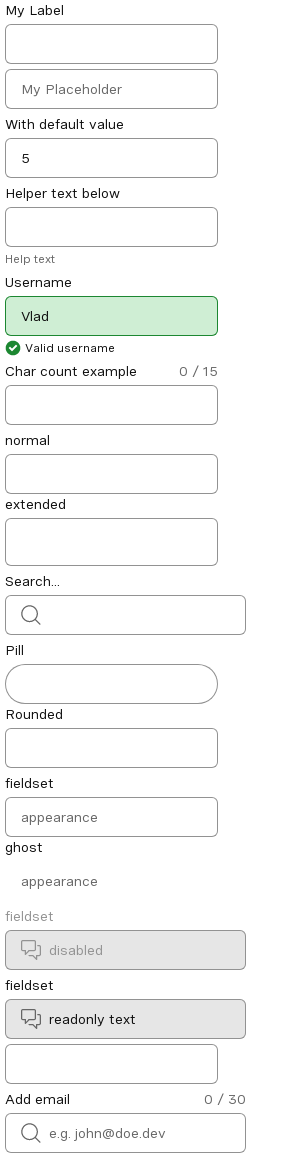 My Label
My Placeholder
With default value
5
Helper text below
Help text
Username
Vlad
Valid username
Char count example 0 / 15
normal
extended
Search...
Pill
Rounded
fieldset
appearance
ghost
appearance
fieldset
disabled
fieldset
readonly text
Add email 0 / 30
e.g. john@doe.dev